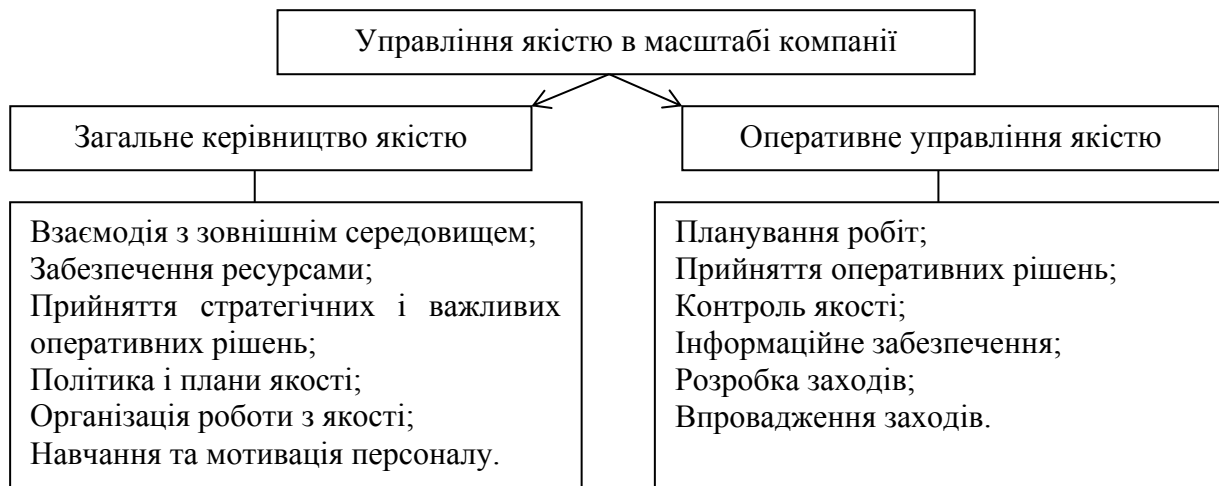 Управління якістю в масштабі компанії
Загальне керівництво якістю
Оперативне управління якістю
Взаємодія з зовнішнім середовищем;
Забезпечення ресурсами;
Прийняття стратегічних і важливих
оперативних рішень;
Політика і плани якості;
Організація роботи з якості;
Навчання та мотивація персоналу.
Планування робіт;
Прийняття оперативних рішень;
Контроль якості;
Інформаційне забезпечення;
Розробка заходів;
Впровадження заходів.